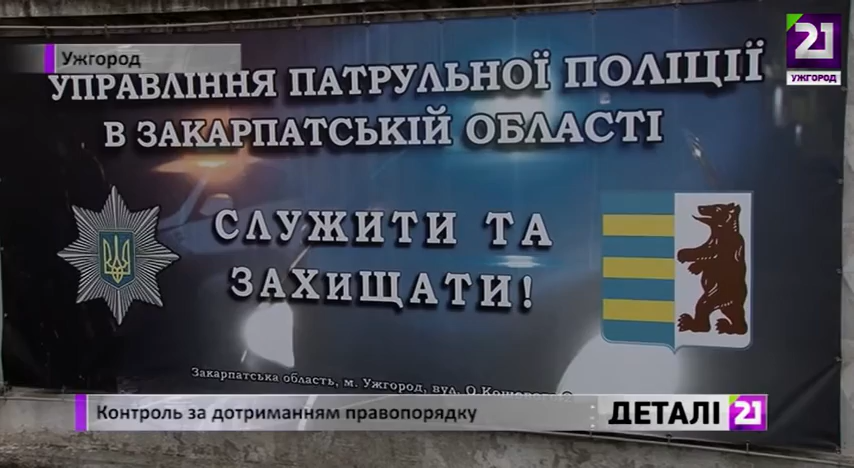 Ужгород
21
УЖГОРОД
УПРАВЛІННЯ ПАТРУЛЬНОЇ ПОЛІЦІЇ
В ЗАКАРПАТСЬКІЙ ОБЛАСТІ
СЛУЖИТИ ТА
ЗАХИЩАТИ!
Закарпатська область, м. Ужгород, вул. О.Кошового
Контроль за дотриманням правопорядку
ДЕТАЛІ 21